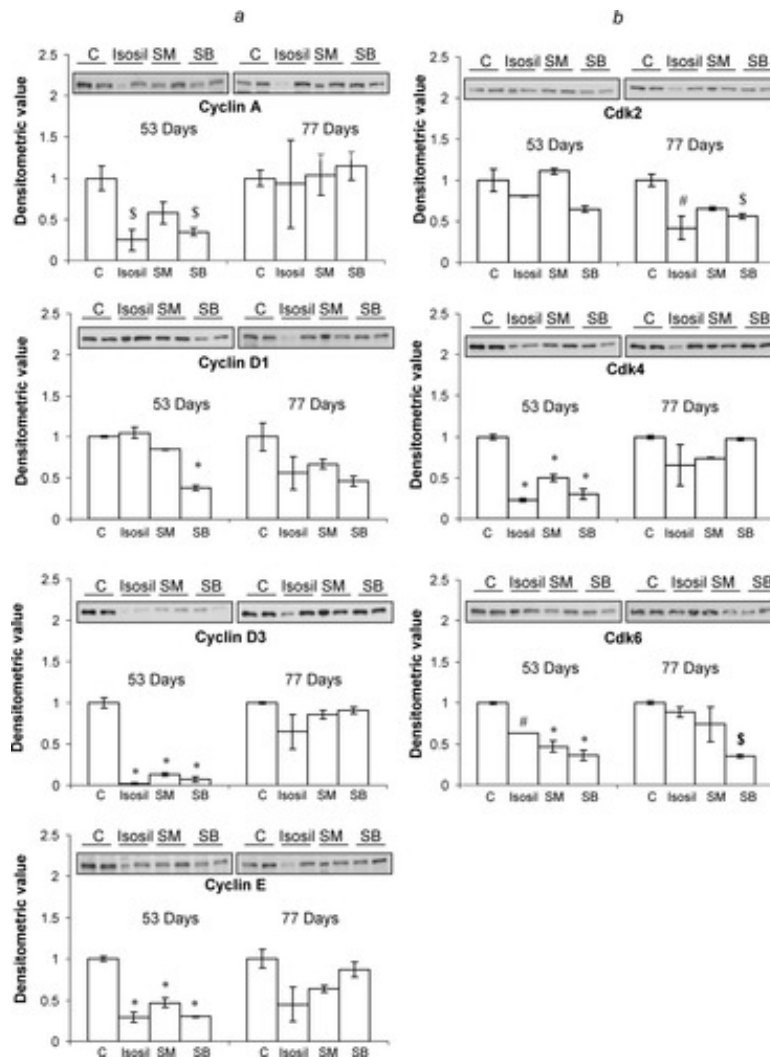 a
C Isosil SM SB C Isosil SM SB
Cyclin A
53 Days 77 Days
Densitometric value
2.5
2
1.5
1
0.5
0
$ $
C Isosil SM SB C Isosil SM SB
C Isosil SM SB C Isosil SM SB
Cyclin D1
53 Days 77 Days
Densitometric value
2.5
2
1.5
1
0.5
0
*
C Isosil SM SB C Isosil SM SB
C Isosil SM SB C Isosil SM SB
Cyclin D3
53 Days 77 Days
Densitometric value
2.5
2
1.5
1
0.5
0
* * *
C Isosil SM SB C Isosil SM SB
C Isosil SM SB C Isosil SM SB
Cyclin E
53 Days 77 Days
Densitometric value
2.5
2
1.5
1
0.5
0
* * *
C Isosil SM SB C Isosil SM SB
b
C Isosil SM SB C Isosil SM SB
Cdk2
53 Days 77 Days
Densitometric value
2.5
2
1.5
1
0.5
0
# $
C Isosil SM SB C Isosil SM SB
C Isosil SM SB C Isosil SM SB
Cdk4
53 Days 77 Days
Densitometric value
2.5
2
1.5
1
0.5
0
* * *
C Isosil SM SB C Isosil SM SB
C Isosil SM SB C Isosil SM SB
Cdk6
53 Days 77 Days
Densitometric value
2.5
2
1.5
1
0.5
0
# * * $
C Isosil SM SB C Isosil SM SB